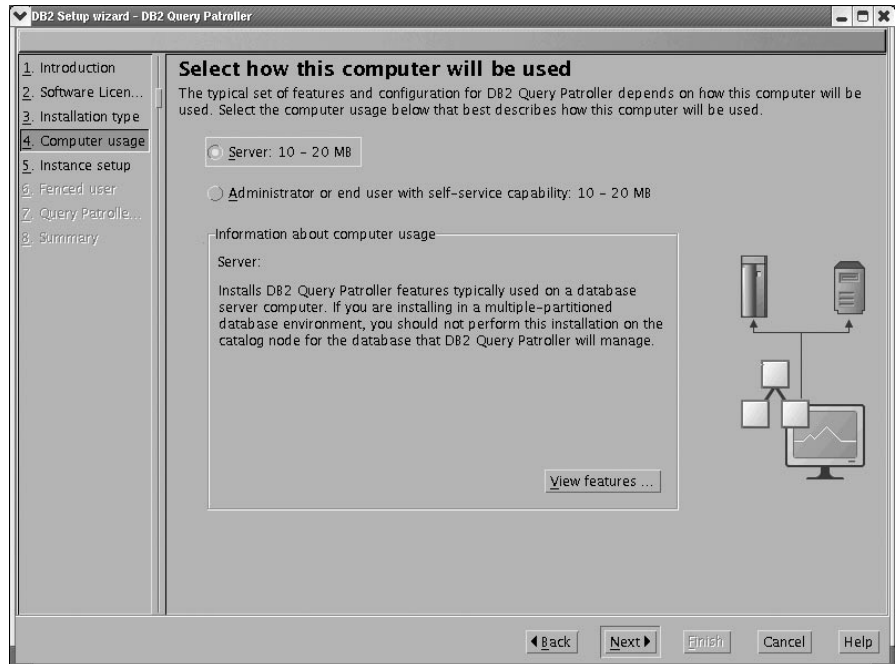 DB2 Setup wizard - DB2 Query Patroller
1. Introduction
2. Software Licen...
3. Installation type
4. Computer usage
5. Instance setup
6. Fenced user
7. Query Patrolle...
8. Summary
Select how this computer will be used
The typical set of features and configuration for DB2 Query Patroller depends on how this computer will be
used. Select the computer usage below that best describes how this computer will be used.
Server: 10 - 20 MB
Administrator or end user with self-service capability: 10 - 20 MB
Information about computer usage
Server:
Installs DB2 Query Patroller features typically used on a database
server computer. If you are installing in a multiple-partitioned
database environment, you should not perform this installation on the
catalog node for the database that DB2 Query Patroller will manage.
View features ...
Back Next Finish Cancel Help